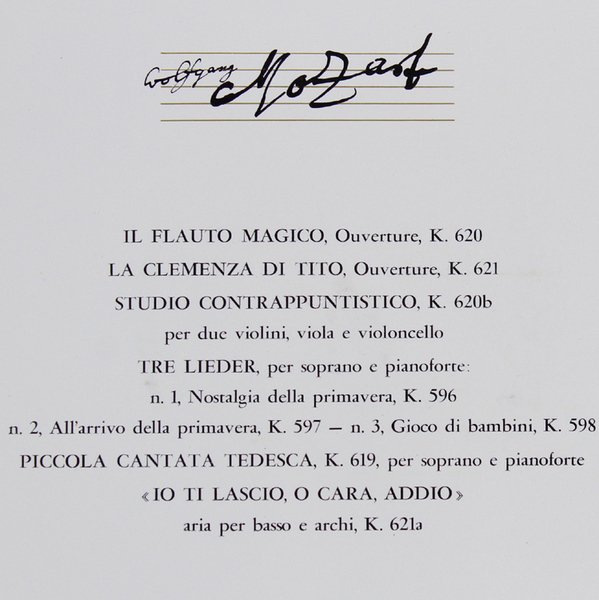 Wolfgang Mozart
IL FLAUTO MAGICO, Ouverture, K. 620
LA CLEMENZA DI TITO, Ouverture, K. 621
STUDIO CONTRAPPUNTISTICO, K. 620b
per due violini, viola e violoncello
TRE LIEDER, per soprano e pianoforte:
n. 1, Nostalgia della primavera, K. 596
n. 2, All'arrivo della primavera, K. 597 – n. 3, Gioco di bambini, K. 598
PICCOLA CANTATA TEDESCA, K. 619, per soprano e pianoforte
«IO TI LASCIO, O CARA, ADDIO»
aria per basso e archi, K. 621a